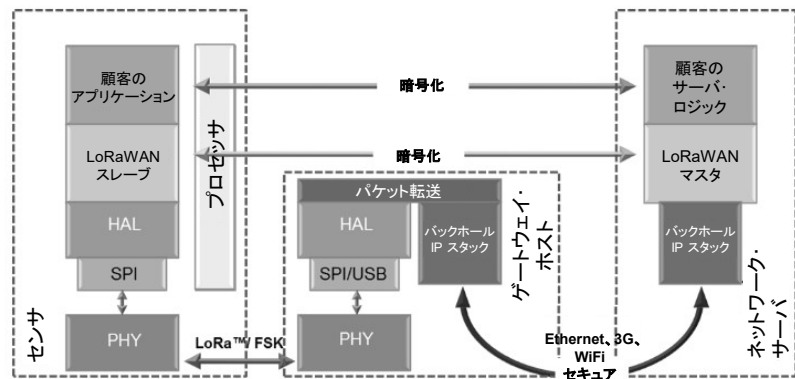 顧客の
アプリケーション
LoRaWAN
スレーブ
HAL
SPI
PHY
プロセッサ
センサ
暗号化
暗号化
LoRa™/ FSK
パケット転送
HAL
SPI/USB
PHY
バックホール
IP スタック
ゲートウェイ・
ホスト
Ethernet、3G、
WiFi
セキュア
顧客の
サーバ・
ロジック
LoRaWAN
マスタ
バックホール
IP スタック
ネットワーク・
サーバ